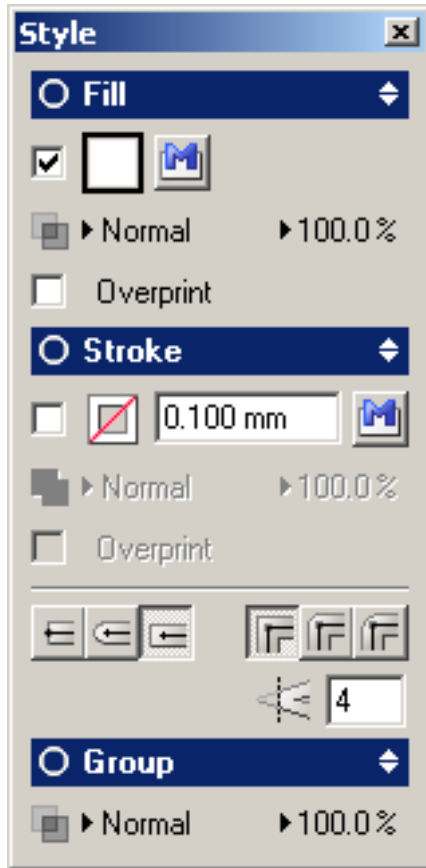 Style
Fill
Normal 100.0%
Overprint
Stroke
0.100 mm
Normal 100.0%
Overprint
4
Group
Normal 100.0%